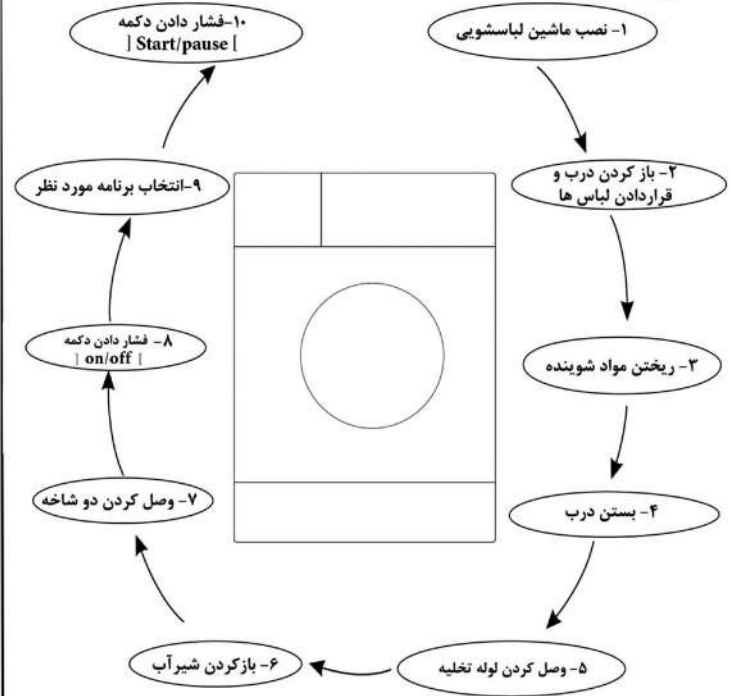 ۱- نصب ماشین لباسشویی
۲- باز کردن درب و
قراردادن لباس ها
۳- ریختن مواد شوینده
۴- بستن درب
۵- وصل کردن لوله تخلیه
۶- بازکردن شیرآب
۷- وصل کردن دو شاخه
۸- فشار دادن دکمه
[ on/off ]
۹-انتخاب برنامه مورد نظر
۱۰-فشار دادن دکمه
[ Start/pause ]